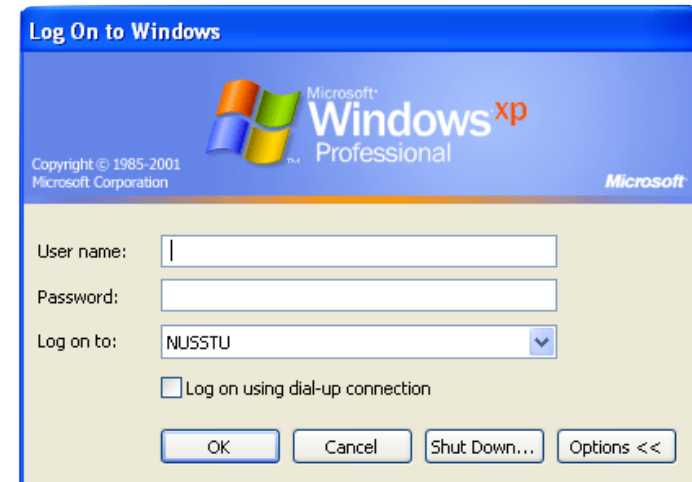 Log On to Windows
Microsoft
Windows xp
Professional
Copyright © 1985-2001
Microsoft Corporation
Microsoft
User name:
Password:
Log on to: NUSSTU
Log on using dial-up connection
OK Cancel Shut Down... Options <<